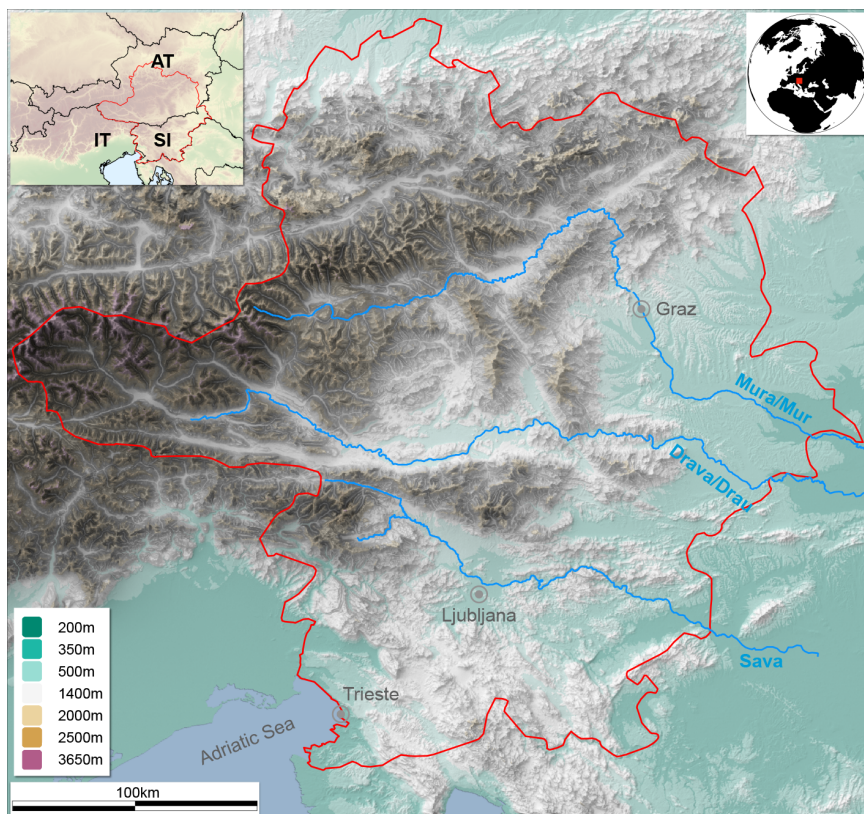 AT
IT
SI
Graz
Mura/Mur
Drava/Drau
Ljubljana
Sava
Trieste
Adriatic Sea
200m
350m
500m
1400m
2000m
2500m
3650m
100km